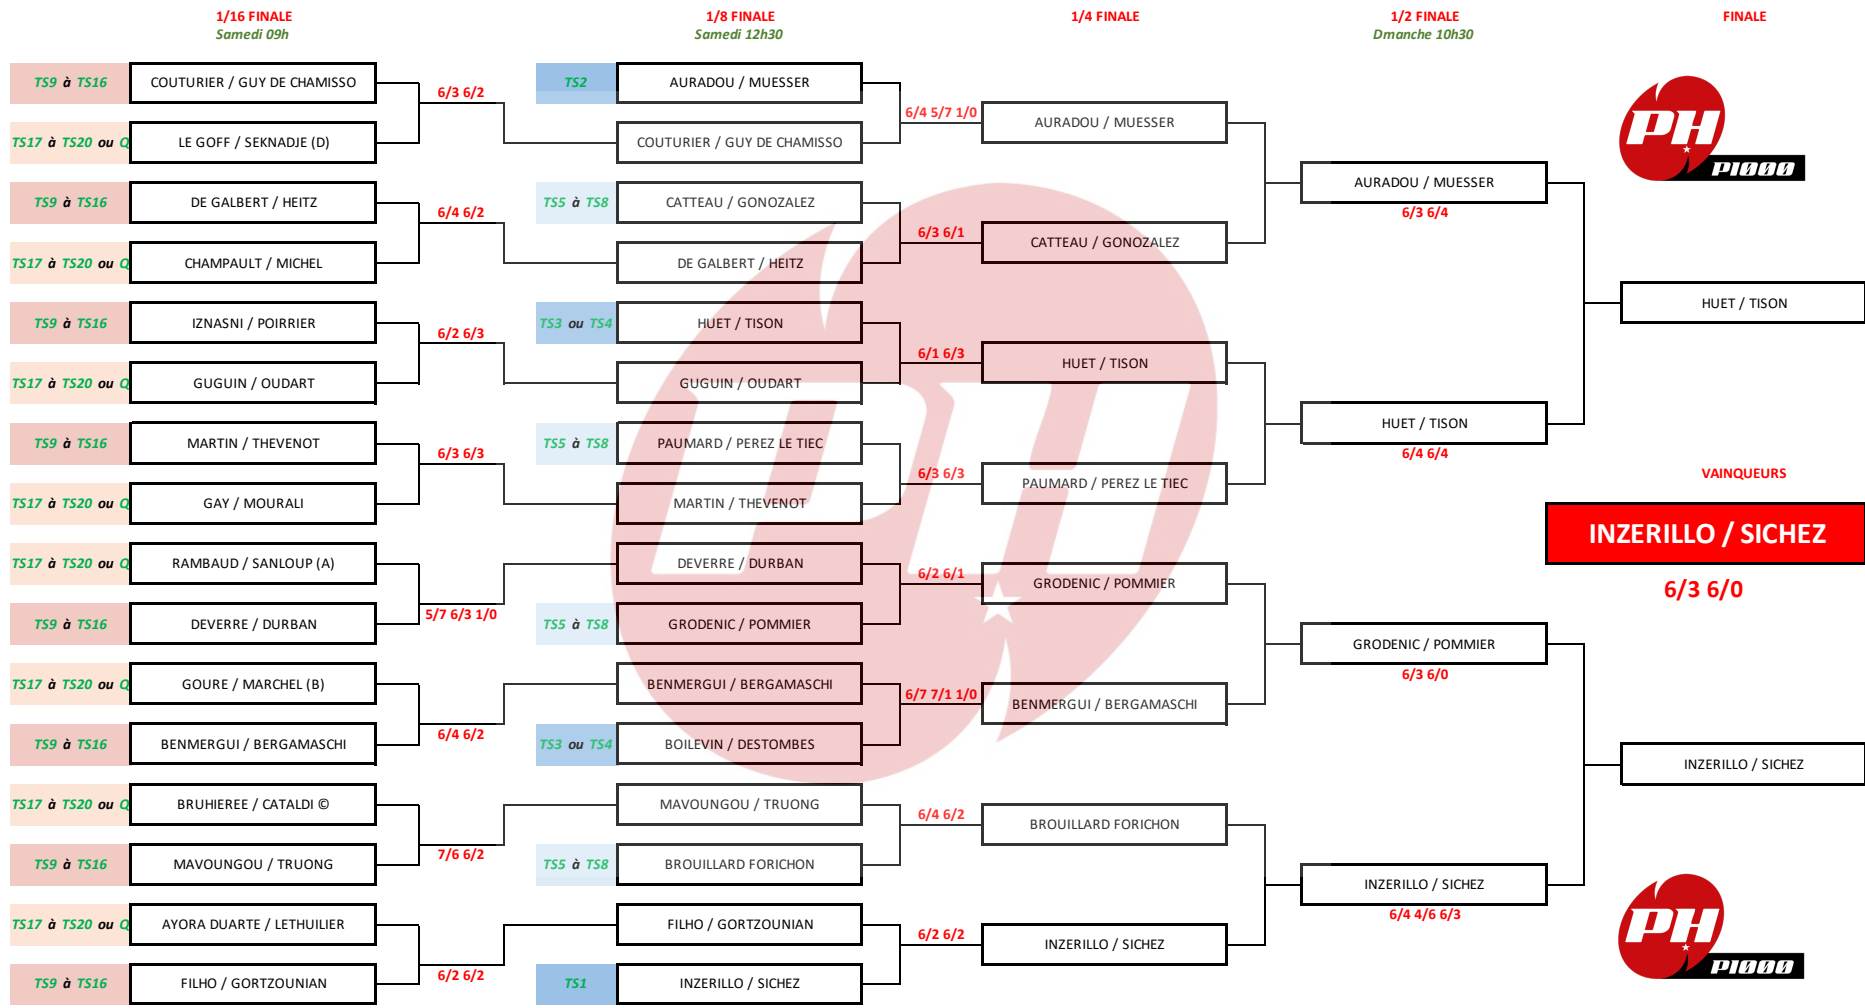 1/16 FINALE
Samedi 09h
1/8 FINALE
Samedi 12h30
1/4 FINALE
1/2 FINALE
Dmanche 10h30
FINALE
TS9 à TS16
COUTURIER / GUY DE CHAMISSO
6/3 6/2
TS17 à TS20 ou Q
LE GOFF / SEKNADJE (D)
TS9 à TS16
DE GALBERT / HEITZ
6/4 6/2
TS17 à TS20 ou Q
CHAMPAULT / MICHEL
TS9 à TS16
IZNASNI / POIRRIER
6/2 6/3
TS17 à TS20 ou Q
GUGUIN / OUDART
TS9 à TS16
MARTIN / THEVENOT
6/3 6/3
TS17 à TS20 ou Q
GAY / MOURALI
TS17 à TS20 ou Q
RAMBAUD / SANLOUP (A)
TS9 à TS16
DEVERRE / DURBAN
5/7 6/3 1/0
TS17 à TS20 ou Q
GOURE / MARCHEL (B)
TS9 à TS16
BENMERGUI / BERGAMASCHI
6/4 6/2
TS17 à TS20 ou Q
BRUHIEREE / CATALDI ©
TS9 à TS16
MAVOUNGOU / TRUONG
7/6 6/2
TS17 à TS20 ou Q
AYORA DUARTE / LETHUILIER
TS9 à TS16
FILHO / GORTZOUNIAN
6/2 6/2
TS2
AURADOU / MUESSER
6/4 5/7 1/0
COUTURIER / GUY DE CHAMISSO
TS5 à TS8
CATTEAU / GONOZALEZ
6/3 6/1
DE GALBERT / HEITZ
TS3 ou TS4
HUET / TISON
6/1 6/3
GUGUIN / OUDART
TS5 à TS8
PAUMARD / PEREZ LE TIEC
6/3 6/3
MARTIN / THEVENOT
DEVERRE / DURBAN
6/2 6/1
TS5 à TS8
GRODENIC / POMMIER
BENMERGUI / BERGAMASCHI
6/7 7/1 1/0
TS3 ou TS4
BOILEVIN / DESTOMBES
MAVOUNGOU / TRUONG
6/4 6/2
TS5 à TS8
BROUILLARD FORICHON
FILHO / GORTZOUNIAN
6/2 6/2
TS1
INZERILLO / SICHEZ
AURADOU / MUESSER
CATTEAU / GONOZALEZ
HUET / TISON
PAUMARD / PEREZ LE TIEC
GRODENIC / POMMIER
BENMERGUI / BERGAMASCHI
BROUILLARD FORICHON
INZERILLO / SICHEZ
AURADOU / MUESSER
6/3 6/4
HUET / TISON
6/4 6/4
GRODENIC / POMMIER
6/3 6/0
INZERILLO / SICHEZ
6/4 4/6 6/3
PH
P1000
HUET / TISON
VAINQUEURS
INZERILLO / SICHEZ
6/3 6/0
INZERILLO / SICHEZ
PH
P1000
PH